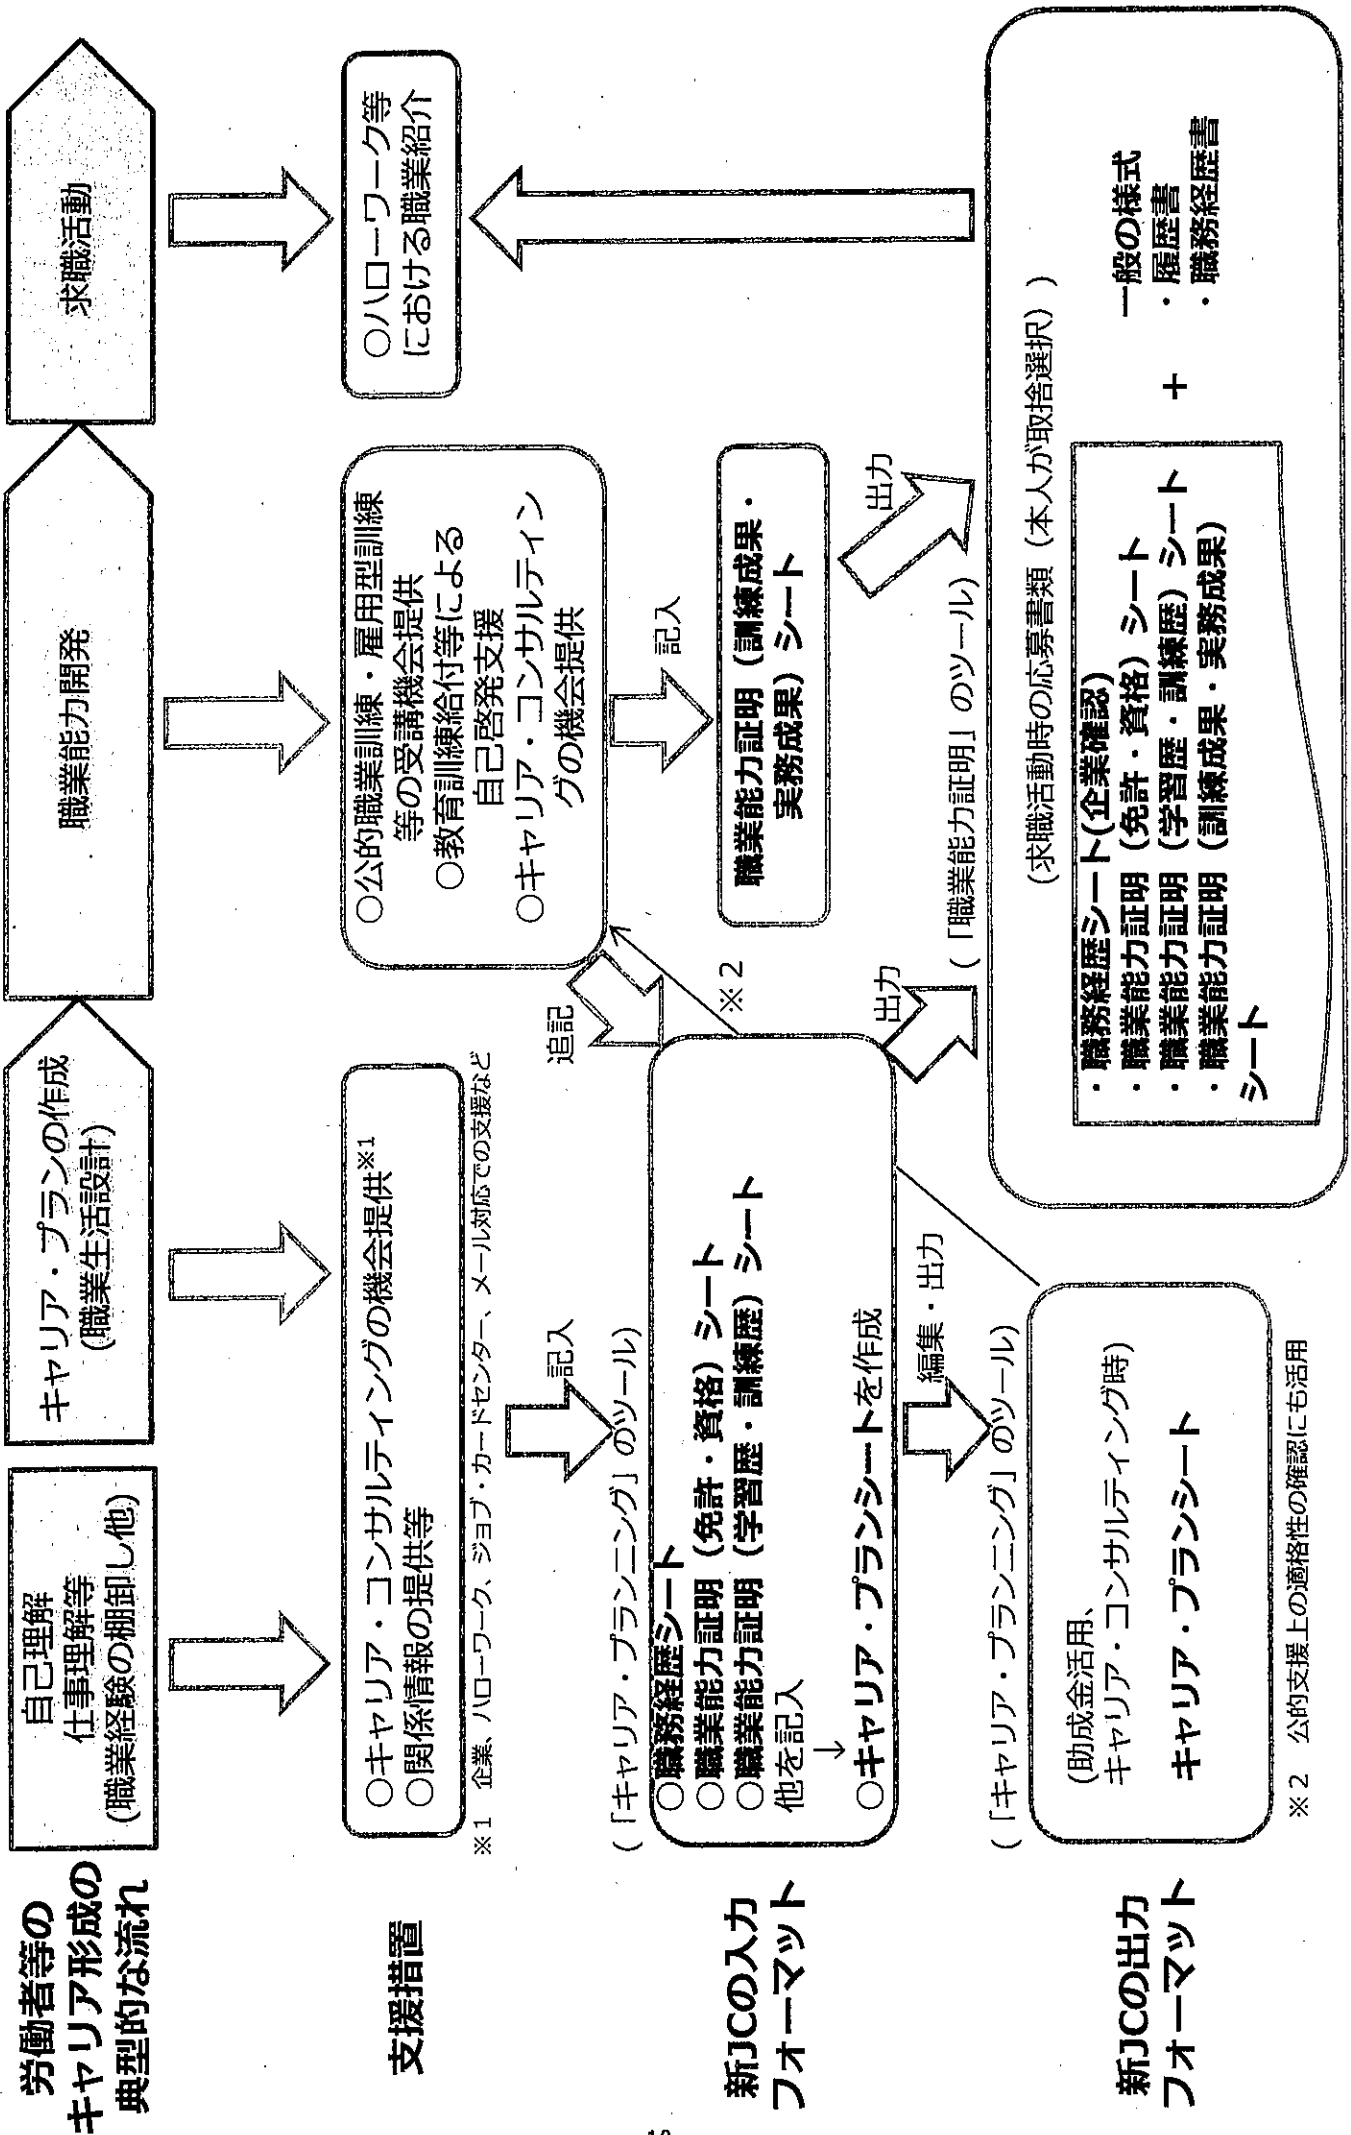 労働者等の
キャリア形成の
典型的な流れ
自己理解
仕事理解等
(職業経験の棚卸し他)
キャリア・プランの作成
(職業生活設計)
職業能力開発
求職活動
支援措置
○キャリア・コンサルティングの機会提供※1
○関係情報の提供等
※1 企業、ハローワーク、ジョブ・カードセンター、メール対応での支援など
○公的職業訓練・雇用型訓練
等の受講機会提供
○教育訓練給付等による
自己啓発支援
○キャリア・コンサルティン
グの機会提供
○ハローワーク等
における職業紹介
記入
追記
※2
記入
新JCの入力
フォーマット
(「キャリア・プランニング」のツール)
○職務経歴シート
○職業能力証明(免許・資格)シート
○職業能力証明(学習歴・訓練歴)シート
他を記入
↓
○キャリア・プランシートを作成
職業能力証明(訓練成果・
実務成果)シート
編集・出力
出力
出力
新JCの出力
フォーマット
(「キャリア・プランニング」のツール)
(助成金活用、
キャリア・コンサルティング時)
キャリア・プランシート
※2 公的支援上の適格性の確認にも活用
(「職業能力証明」のツール)
(求職活動時の応募書類(本人が取捨選択))
・職務経歴シート(企業確認)
・職業能力証明(免許・資格)シート
・職業能力証明(学習歴・訓練歴)シート
・職業能力証明(訓練成果・実務成果)
シート
+
一般の様式
・履歴書
・職務経歴書